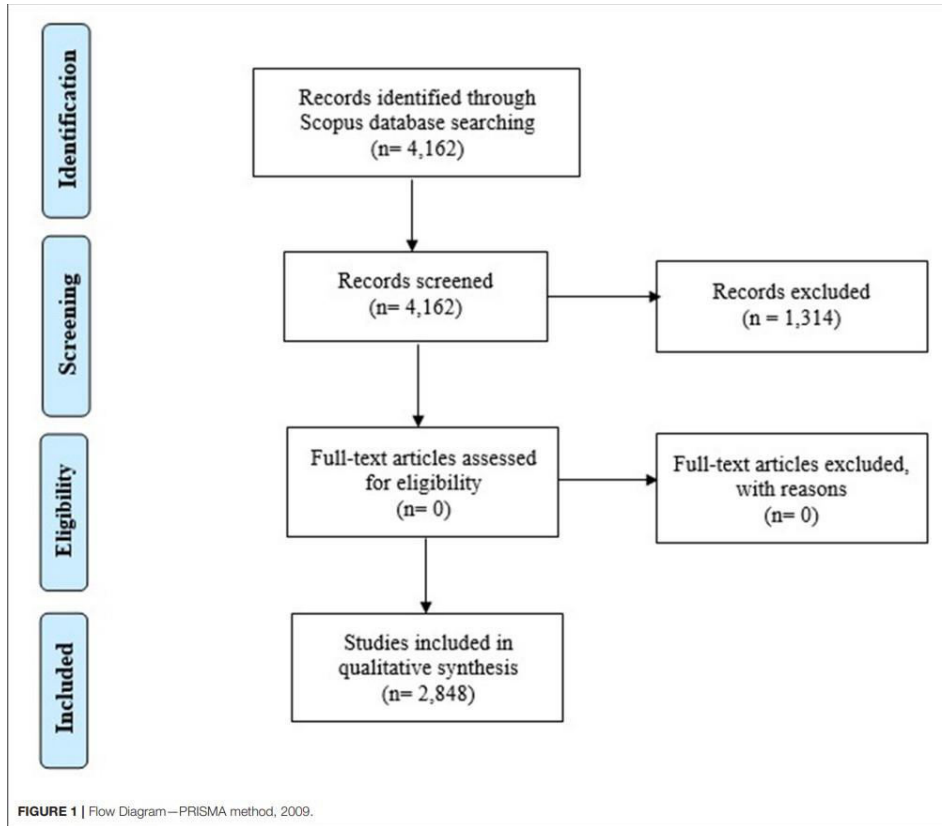 Identification
Records identified through
Scopus database searching
(n= 4,162)
Screening
Records screened
(n= 4,162)
Records excluded
(n = 1,314)
Eligibility
Full-text articles assessed
for eligibility
(n= 0)
Full-text articles excluded,
with reasons
(n= 0)
Included
Studies included in
qualitative synthesis
(n= 2,848)
FIGURE 1 | Flow Diagram—PRISMA method, 2009.